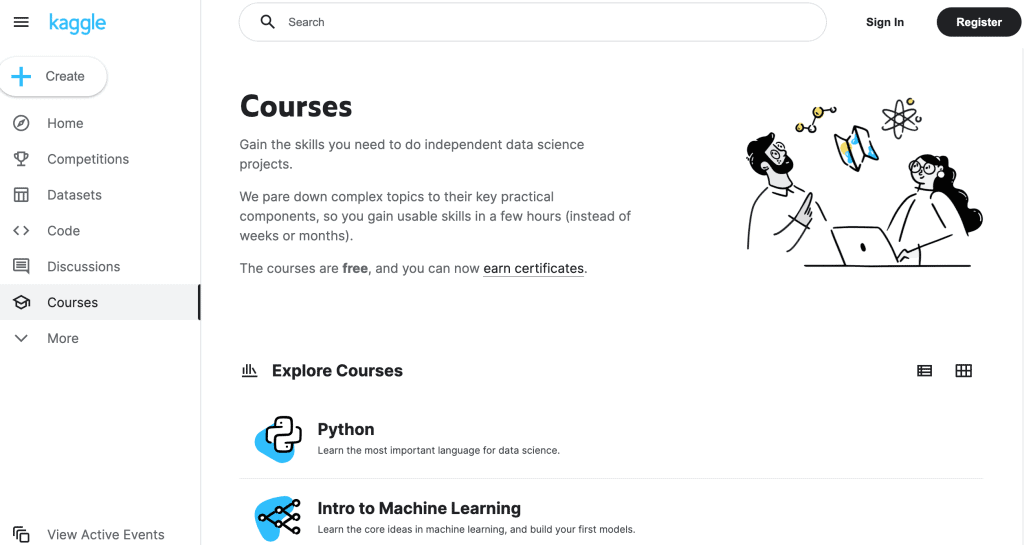 kaggle
Search
Sign In
Register
Create
Home
Competitions
Datasets
Code
Discussions
Courses
More
View Active Events
Courses
Gain the skills you need to do independent data science
projects.
We pare down complex topics to their key practical
components, so you gain usable skills in a few hours (instead of
weeks or months).
The courses are free, and you can now earn certificates.
Explore Courses
Python
Learn the most important language for data science.
Intro to Machine Learning
Learn the core ideas in machine learning, and build your first models.